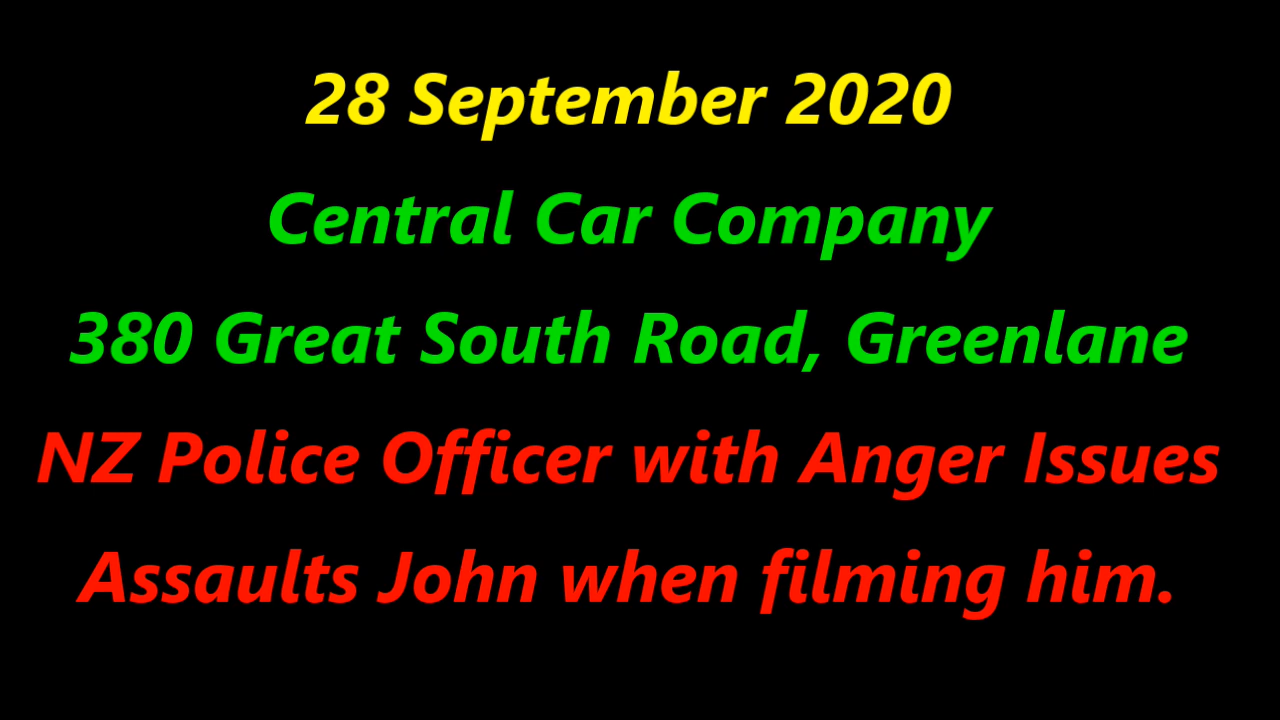 28 September 2020
Central Car Company
380 Great South Road, Greenlane
NZ Police Officer with Anger Issues
Assaults John when filming him.